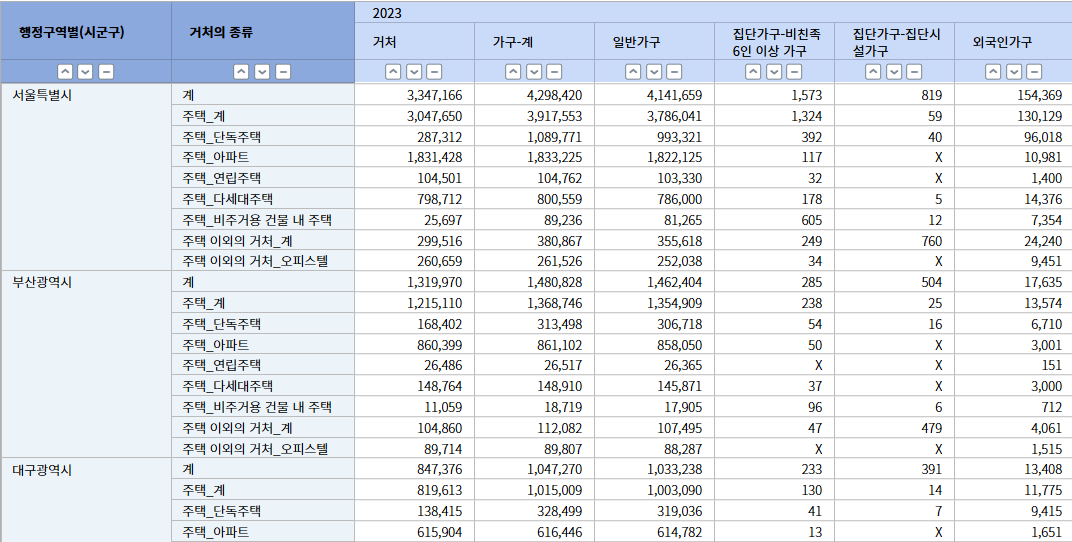 2023
행정구역별(시군구) 거처의 종류
거처 가구-계 일반가구 집단가구-비친족 6인 이상 가구 집단가구-집단시설가구 외국인가구
서울특별시 계 3,347,166 4,298,420 4,141,659 1,573 819 154,369
주택_계 3,047,650 3,917,553 3,786,041 1,324 59 130,129
주택_단독주택 287,312 1,089,771 993,321 392 40 96,018
주택_아파트 1,831,428 1,833,225 1,822,125 117 X 10,981
주택_연립주택 104,501 104,762 103,330 32 X 1,400
주택_다세대주택 798,712 800,559 786,000 178 5 14,376
주택_비주거용 건물 내 주택 25,697 89,236 81,265 605 12 7,354
주택 이외의 거처_계 299,516 380,867 355,618 249 760 24,240
주택 이외의 거처_오피스텔 260,659 261,526 252,038 34 X 9,451
부산광역시 계 1,319,970 1,480,828 1,462,404 285 504 17,635
주택_계 1,215,110 1,368,746 1,354,909 238 25 13,574
주택_단독주택 168,402 313,498 306,718 54 16 6,710
주택_아파트 860,399 861,102 858,050 50 X 3,001
주택_연립주택 26,486 26,517 26,365 X X 151
주택_다세대주택 148,764 148,910 145,871 37 X 3,000
주택_비주거용 건물 내 주택 11,059 18,719 17,905 96 6 712
주택 이외의 거처_계 104,860 112,082 107,495 47 479 4,061
주택 이외의 거처_오피스텔 89,714 89,807 88,287 X X 1,515
대구광역시 계 847,376 1,047,270 1,033,238 233 391 13,408
주택_계 819,613 1,015,009 1,003,090 130 14 11,775
주택_단독주택 138,415 328,499 319,036 41 7 9,415
주택_아파트 615,904 616,446 614,782 13 X 1,651